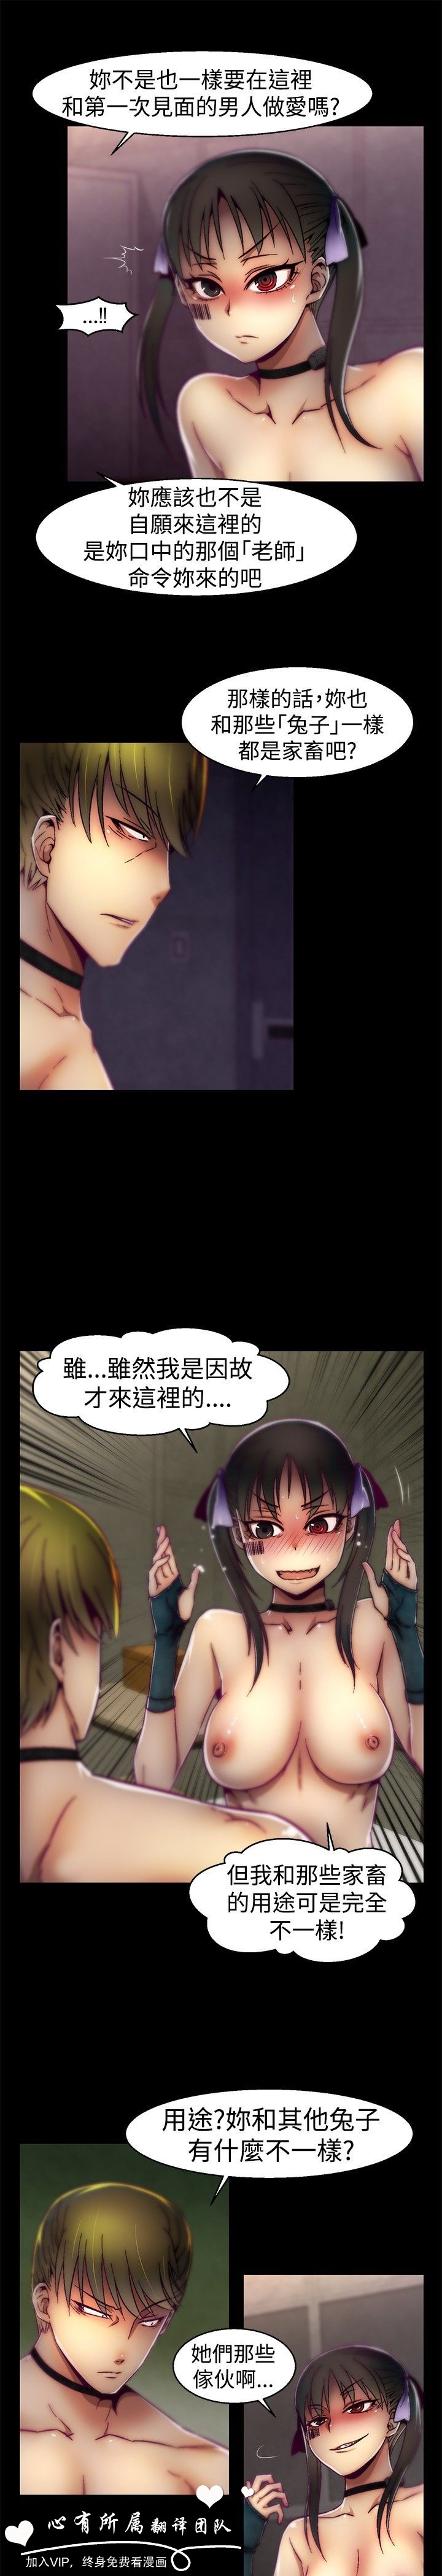 妳不是也一樣要在這裡
和第一次見面的男人做愛嗎?
...!!
妳應該也不是
自願來這裡的
是妳口中的那個「老師」
命令妳來的吧
那樣的話,妳也
和那些「兔子」一樣
都是家畜吧?
雖...雖然我是因故
才來這裡的....
但我和那些家畜
的用途可是完全
不一樣!
用途?妳和其他兔子
有什麼不一樣?
她們那些
傢伙啊...
心有所属翻译团队
加入VIP，终身免费看漫画